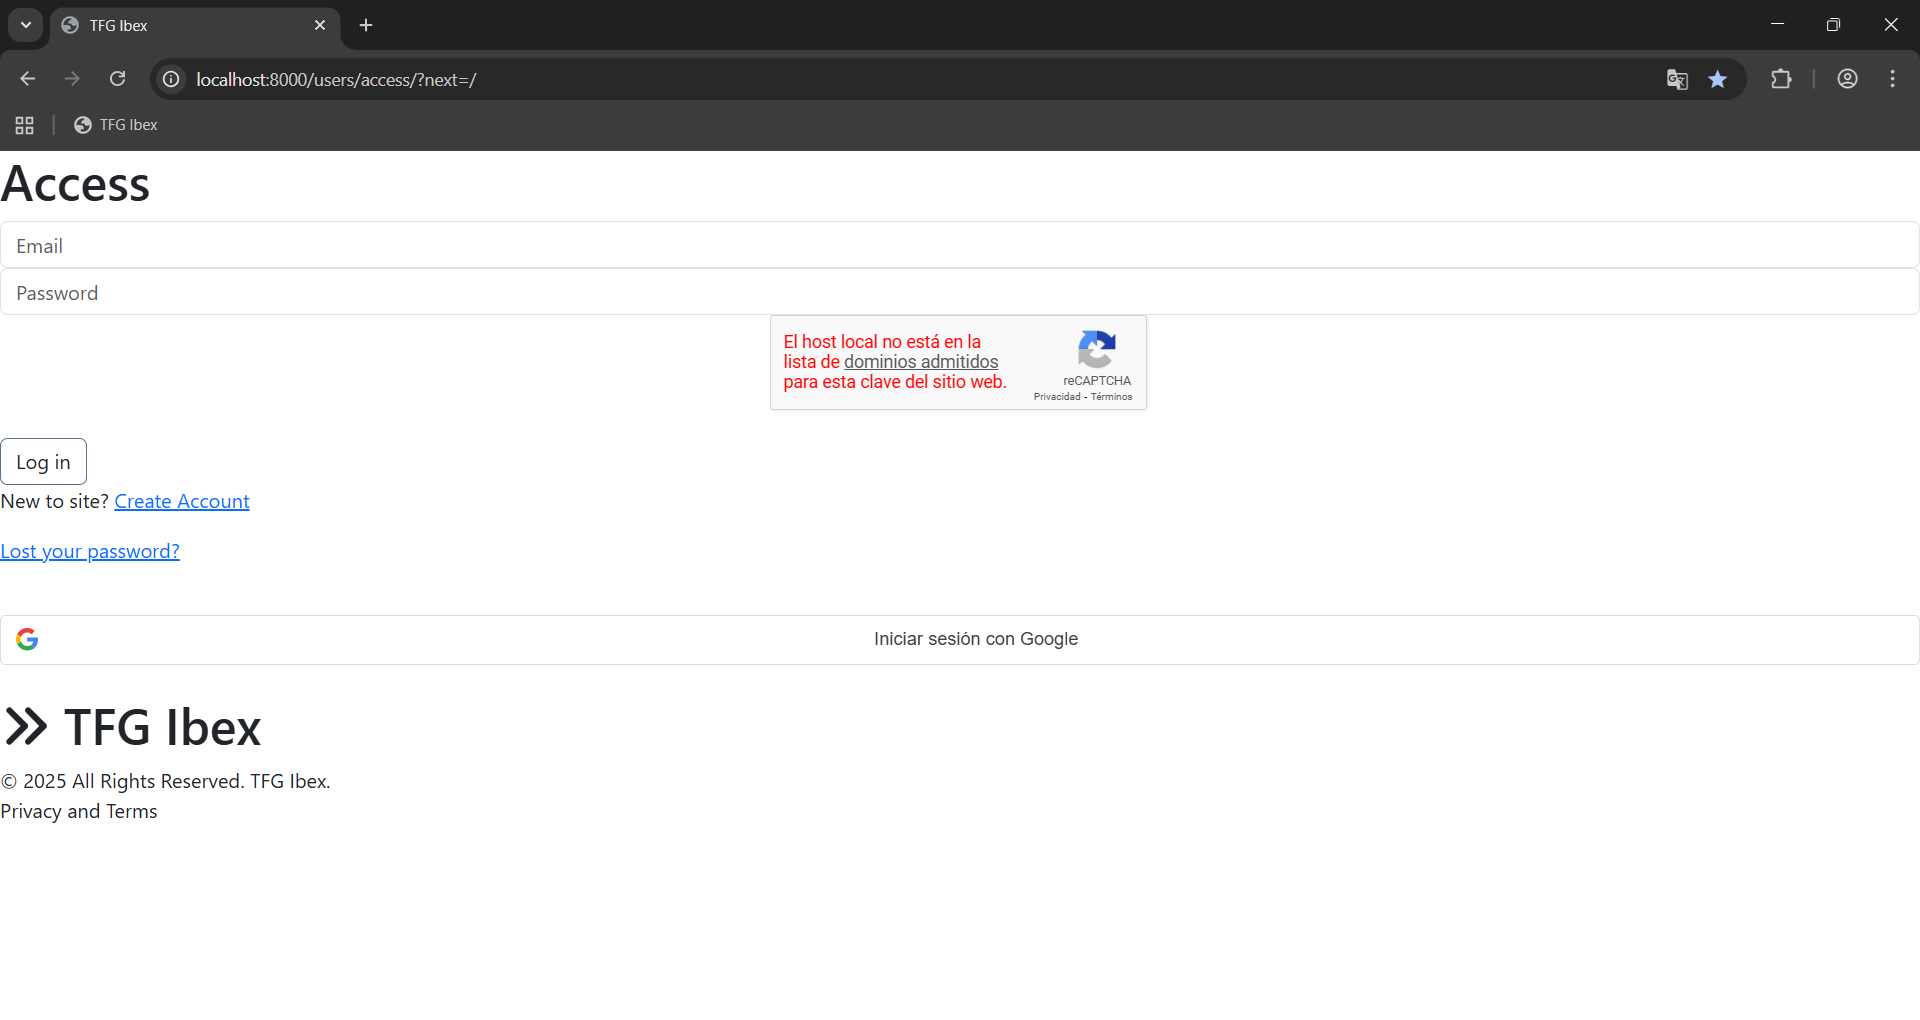 TFG Ibex
localhost:8000/users/access/?next=/
TFG Ibex
Access
Email
Password
El host local no está en la
lista de dominios admitidos
para esta clave del sitio web.
reCAPTCHA
Privacidad - Términos
Log in
New to site? Create Account
Lost your password?
Iniciar sesión con Google
TFG Ibex
© 2025 All Rights Reserved. TFG Ibex.
Privacy and Terms